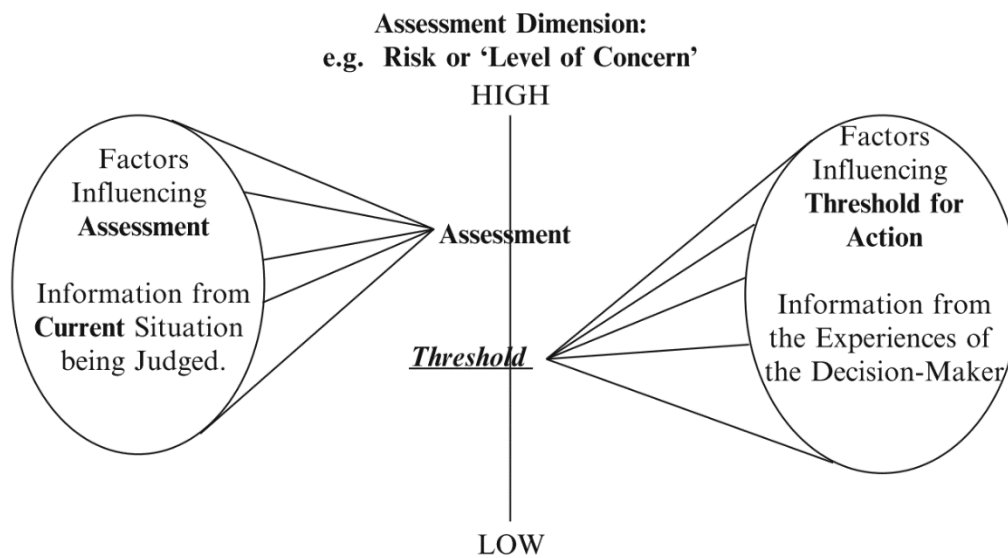 Assessment Dimension:
e.g. Risk or ‘Level of Concern’
HIGH
Factors
Influencing
Assessment
Information from
Current Situation
being Judged.
Assessment
Threshold
Factors
Influencing
Threshold for
Action
Information from
the Experiences of
the Decision-Maker
LOW